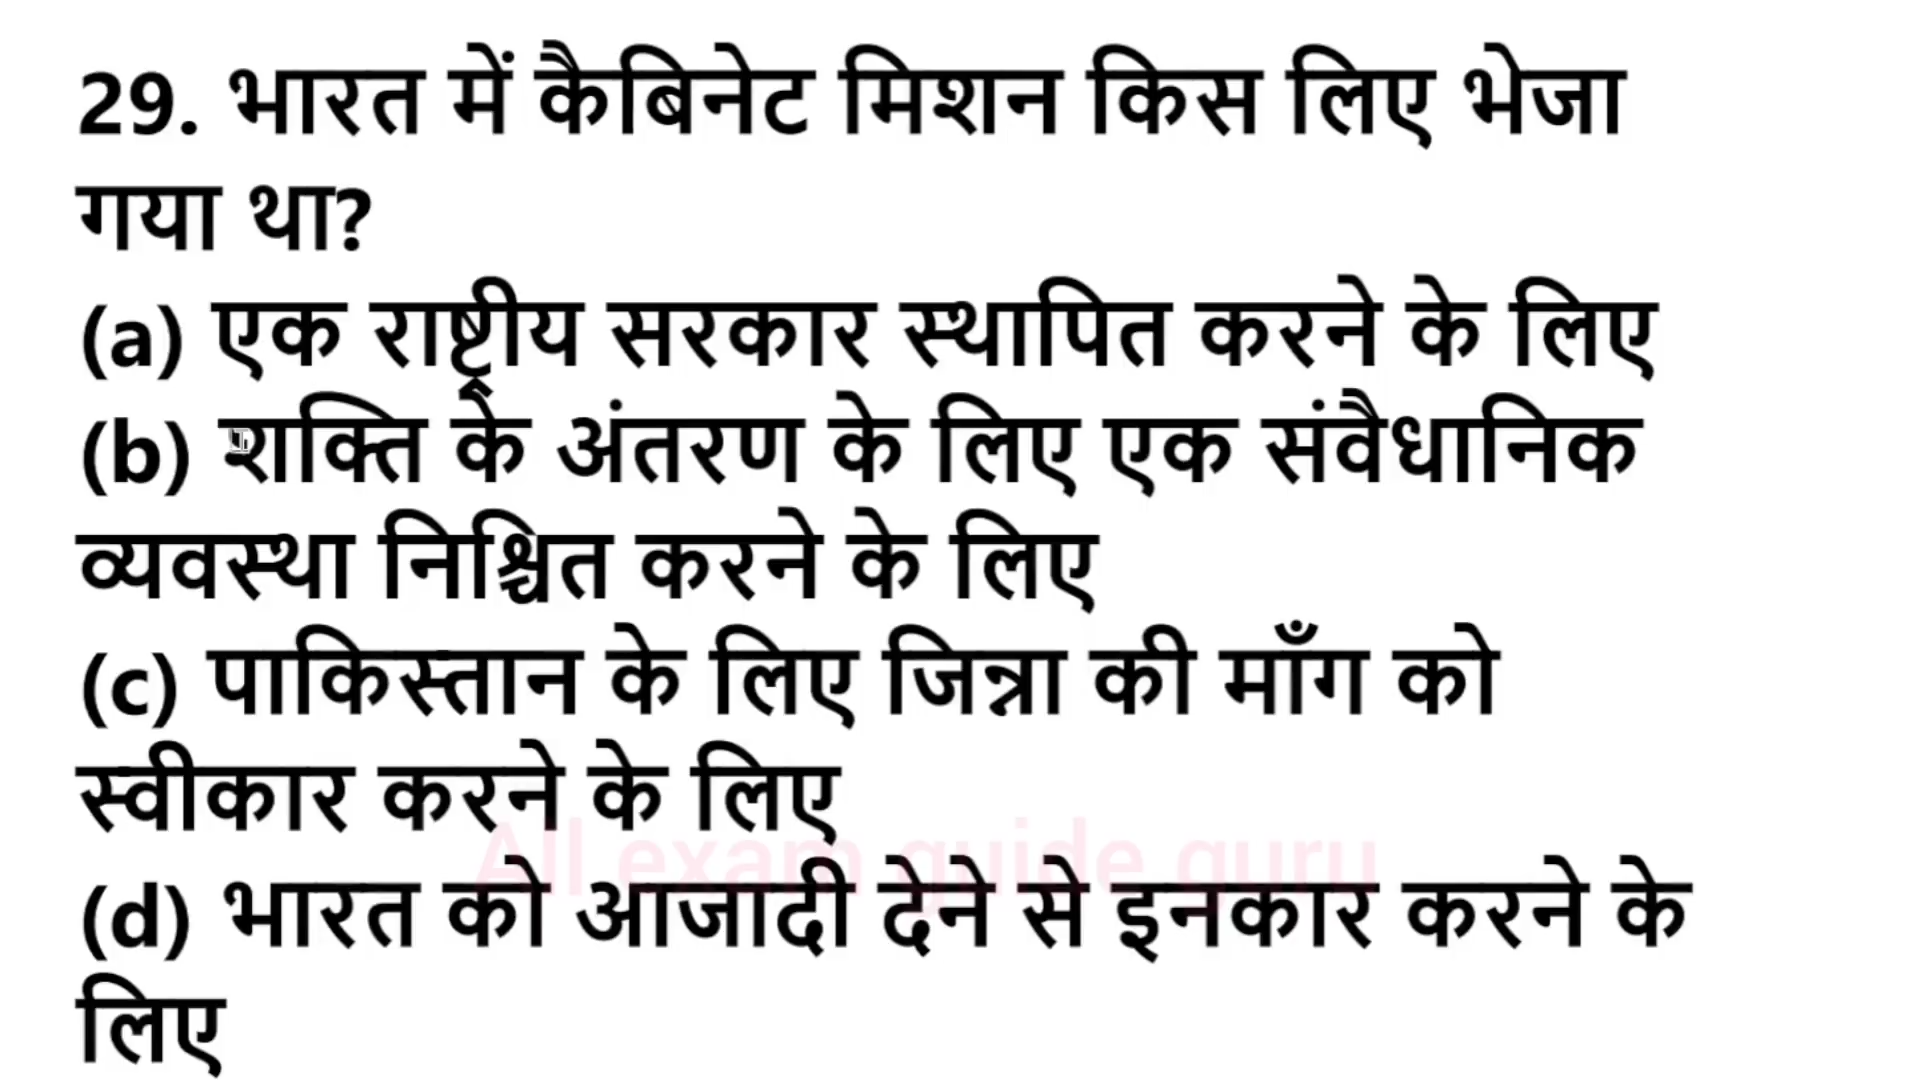 29. भारत में कैबिनेट मिशन किस लिए भेजा
गया था?
(a) एक राष्ट्रीय सरकार स्थापित करने के लिए
(b) शक्ति के अंतरण के लिए एक संवैधानिक
व्यवस्था निश्चित करने के लिए
(c) पाकिस्तान के लिए जिन्ना की माँग को
स्वीकार करने के लिए
All exam guide guru
(d) भारत को आजादी देने से इनकार करने के
लिए